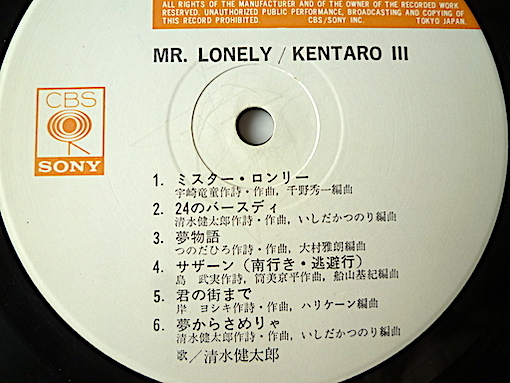 ALL RIGHTS OF THE MANUFACTURER AND OF THE OWNER OF THE RECORDED WORK
RESERVED. UNAUTHORIZED PUBLIC PERFORMANCE, BROADCASTING AND COPYING OF
THIS RECORD PROHIBITED. CBS/SONY INC. TOKYO JAPAN.
MR. LONELY / KENTARO III
CBS
SONY
1. ミスター・ロンリー
宇崎竜童作詩・作曲, 千野秀一編曲
2. 24のバースディ
清水健太郎作詩・作曲, いしだかつのり編曲
3. 夢物語
つのだひろ作詩・作曲, 大村雅朗編曲
4. サザーン (南行き・逃避行)
島 武実作詩, 筒美京平作曲, 船山基紀編曲
5. 君の街まで
岸 ヨシキ作詩・作曲, ハリケーン編曲
6. 夢からさめりゃ
清水健太郎作詩・作曲, いしだかつのり編曲
歌/清水健太郎